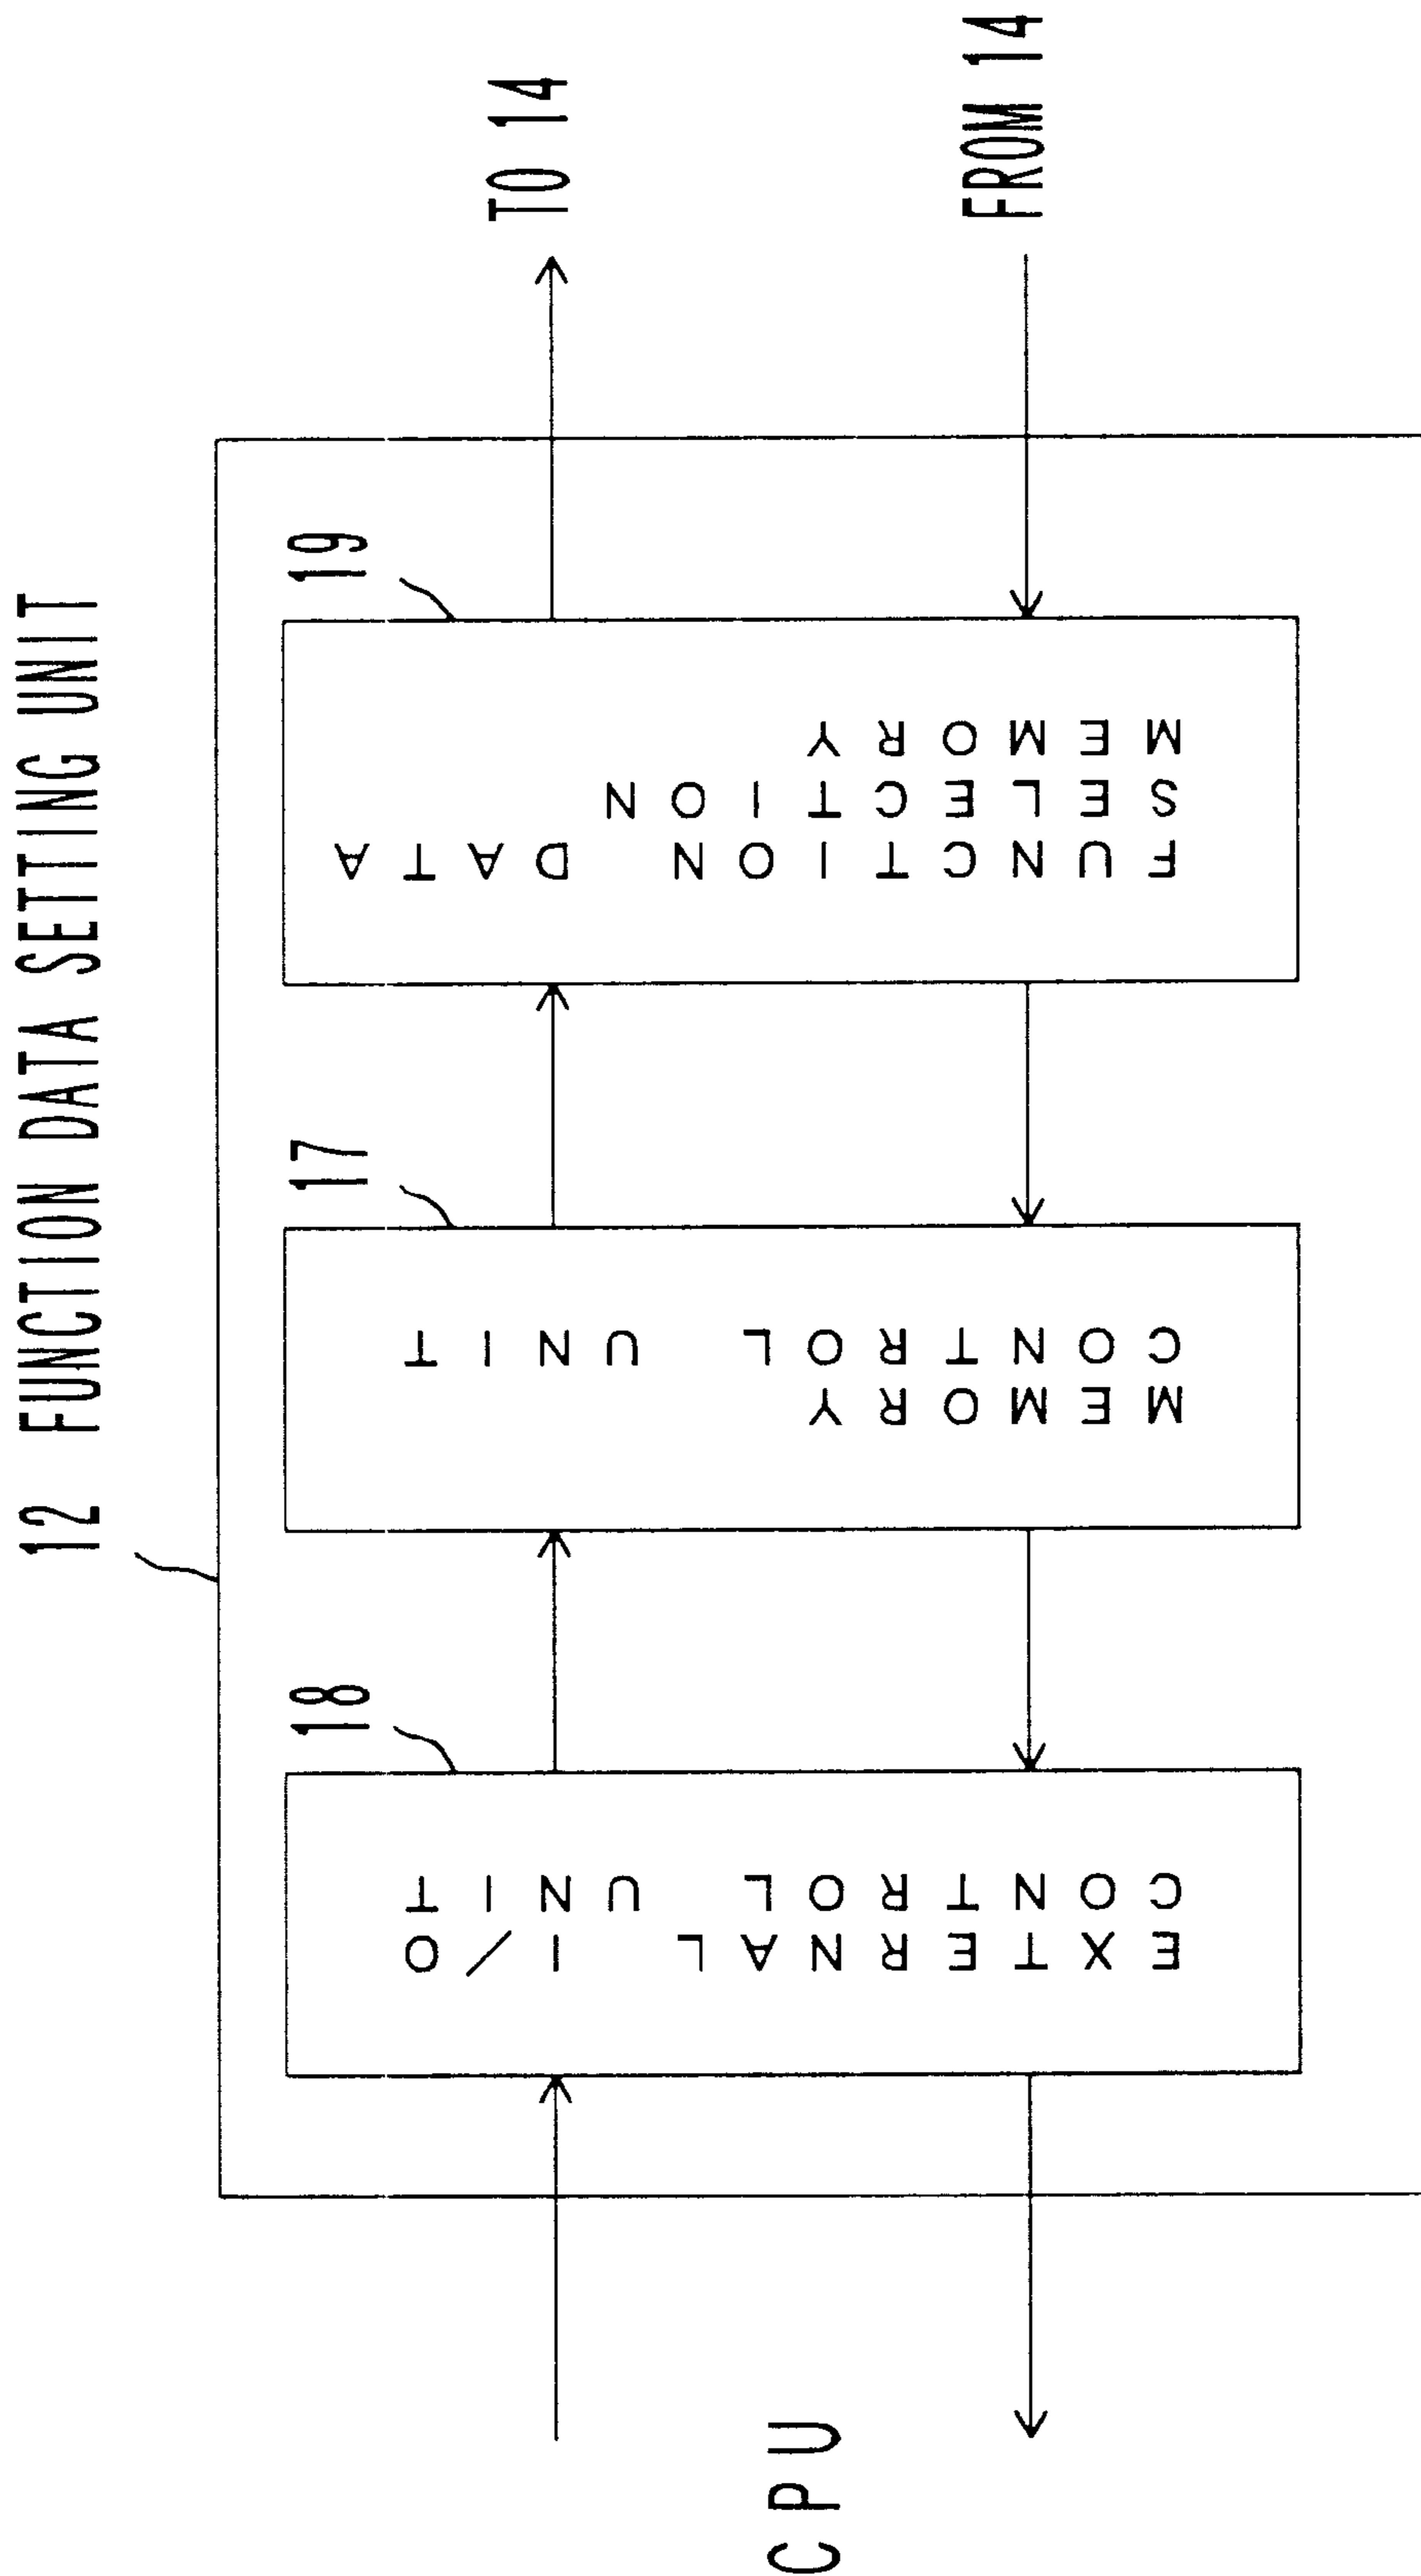 12 FUNCTION DATA SETTING UNIT
CPU
18
EXTERNAL I/O
CONTROL UNIT
17
MEMORY
CONTROL UNIT
19
FUNCTION DATA
SELECTION
MEMORY
TO 14
FROM 14